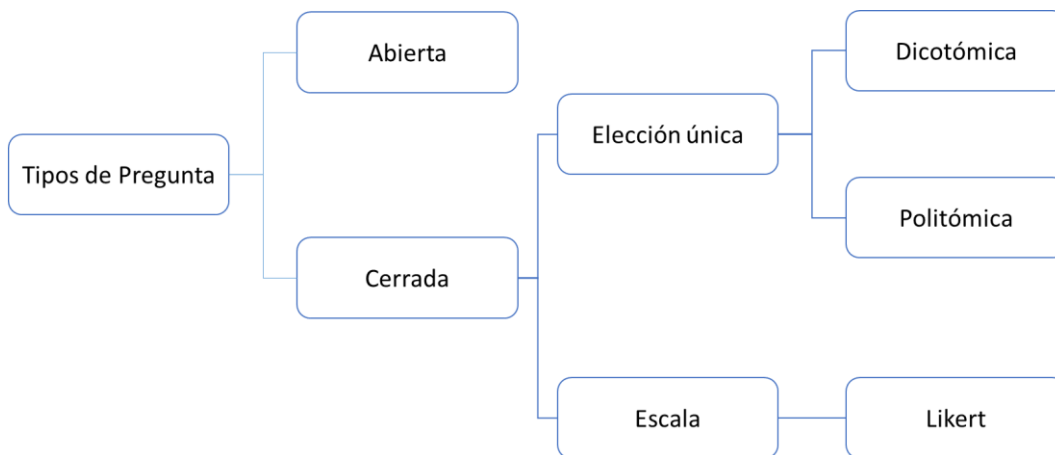 Tipos de Pregunta
Abierta
Cerrada
Elección única
Dicotómica
Politómica
Escala
Likert